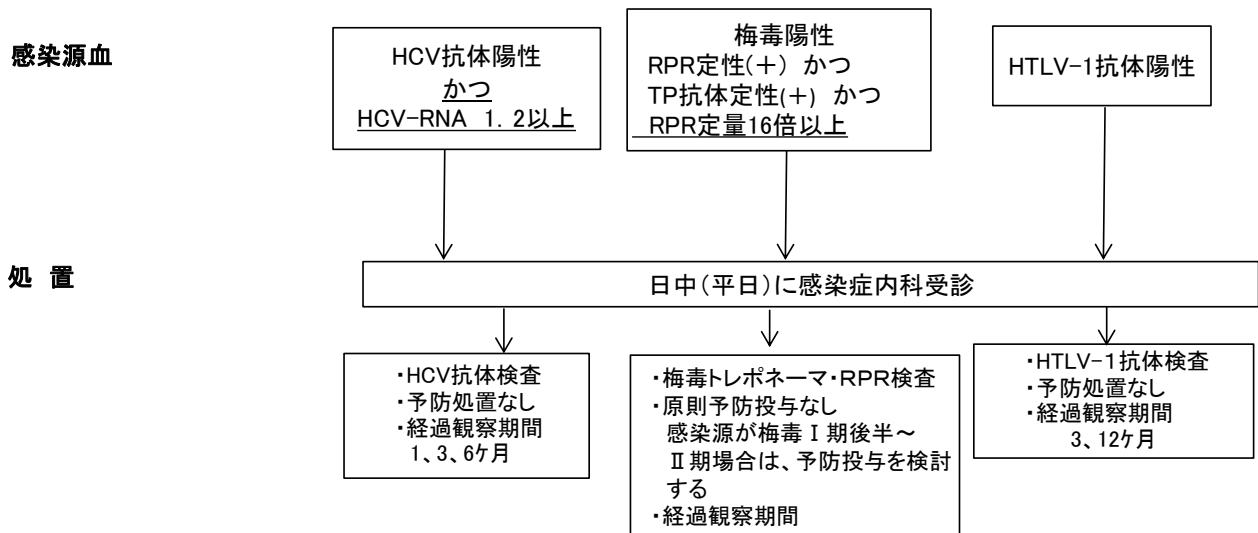 感染源血
HCV抗体陽性
かつ
HCV-RNA 1.2以上
梅毒陽性
RPR定性(+) かつ
TP抗体定性(+) かつ
RPR定量16倍以上
HTLV-1抗体陽性
処 置
日中(平日)に感染症内科受診
・HCV抗体検査
・予防処置なし
・経過観察期間
1、3、6ケ月
・梅毒トレポネーマ・RPR検査
・原則予防投与なし
感染源が梅毒Ⅰ期後半～
Ⅱ期場合は、予防投与を検討
する
・経過観察期間
・HTLV-1抗体検査
・予防処置なし
・経過観察期間
3、12ケ月